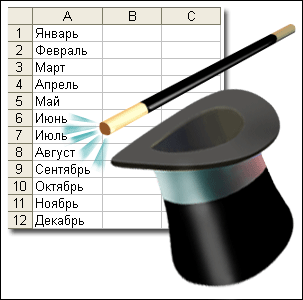 A B C
1 Январь
2 Февраль
3 Март
4 Апрель
5 Май
6 Июнь
7 Июль
8 Август
9 Сентябрь
10 Октябрь
11 Ноябрь
12 Декабрь